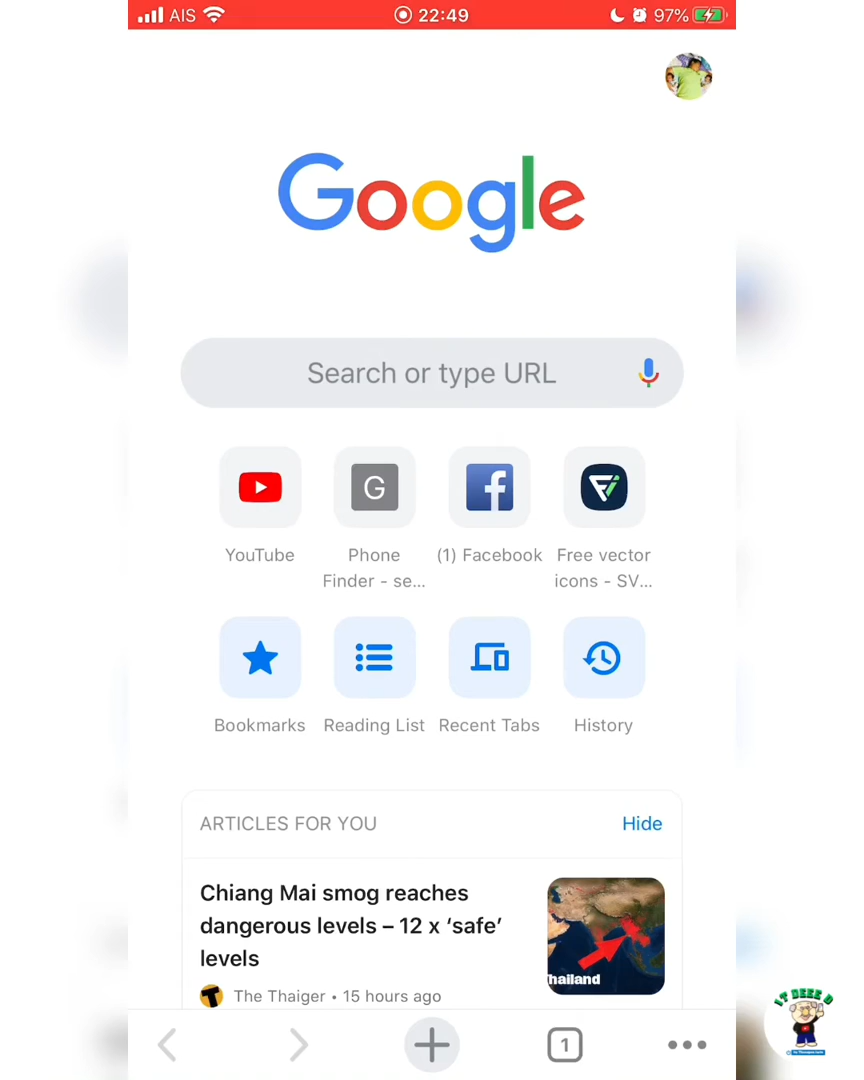 AIS
22:49
97%
Google
Search or type URL
G
YouTube
Phone
Finder - se...
(1) Facebook
Free vector
icons - SV...
Bookmarks
Reading List
Recent Tabs
History
ARTICLES FOR YOU
Hide
Chiang Mai smog reaches
dangerous levels – 12 x ‘safe’
levels
hailand
The Thaiger • 15 hours ago
1
IT DEEE D